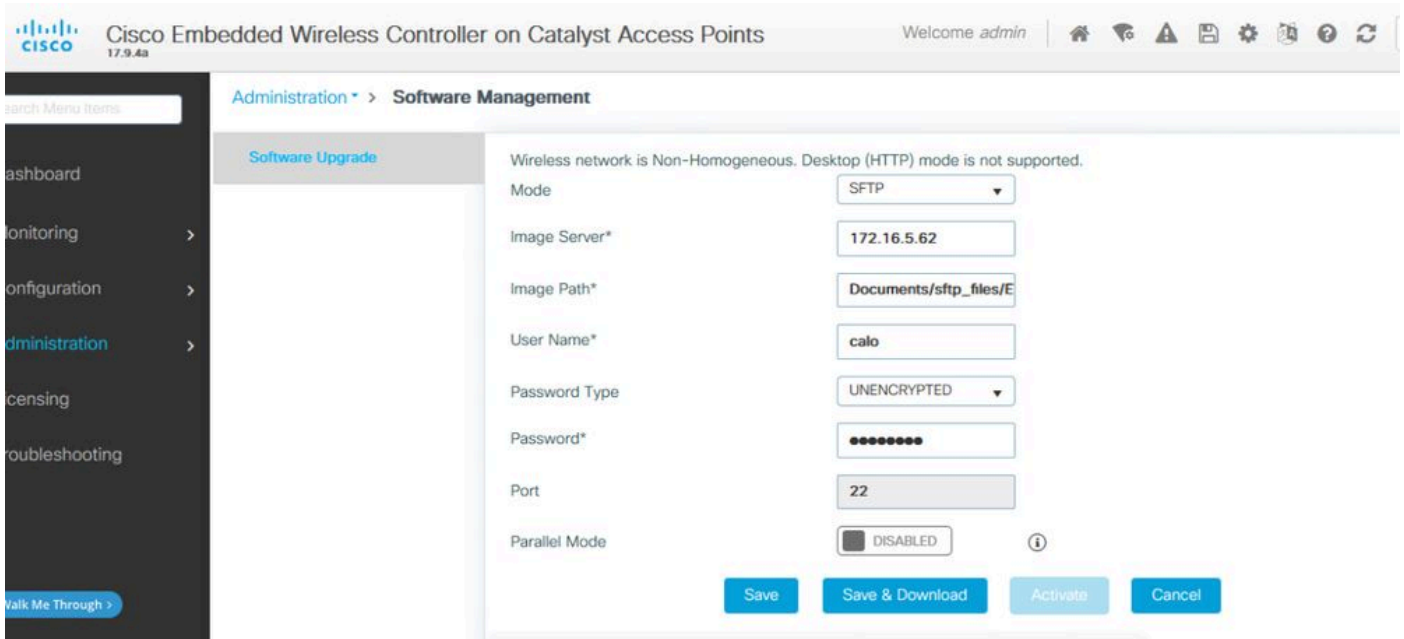 CISCO
Cisco Embedded Wireless Controller on Catalyst Access Points
17.9.4a
Welcome admin
earch Menu Items
Administration > Software Management
Software Upgrade
ashboard
onitoring
onfiguration
dministration
censing
roubleshooting
Walk Me Through >
Wireless network is Non-Homogeneous. Desktop (HTTP) mode is not supported.
Mode SFTP
Image Server* 172.16.5.62
Image Path* Documents/sftp_files/E
User Name* calo
Password Type UNENCRYPTED
Password* ●●●●●●●●
Port 22
Parallel Mode DISABLED
Save Save & Download Activate Cancel